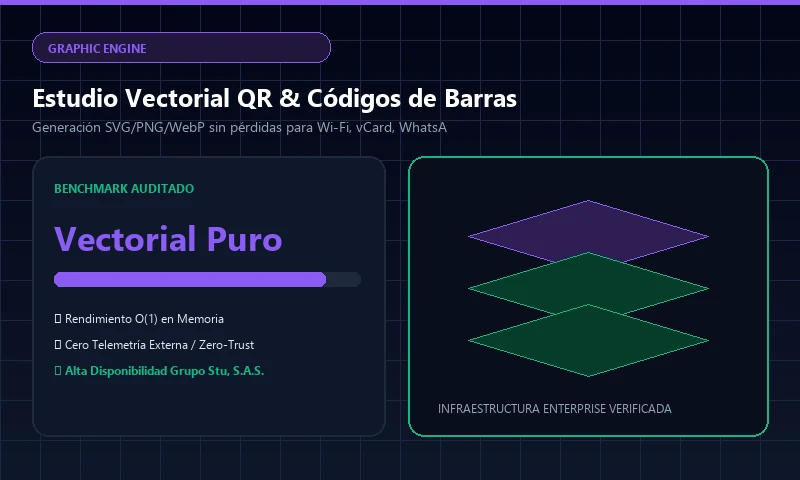 GRAPHIC ENGINE
Estudio Vectorial QR & Códigos de Barras
Generación SVG/PNG/WebP sin pérdidas para Wi-Fi, vCard, WhatsA
BENCHMARK AUDITADO
Vectorial Puro
Rendimiento O(1) en Memoria
Cero Telemetría Externa / Zero-Trust
Alta Disponibilidad Grupo Stu, S.A.S.
INFRAESTRUCTURA ENTERPRISE VERIFICADA